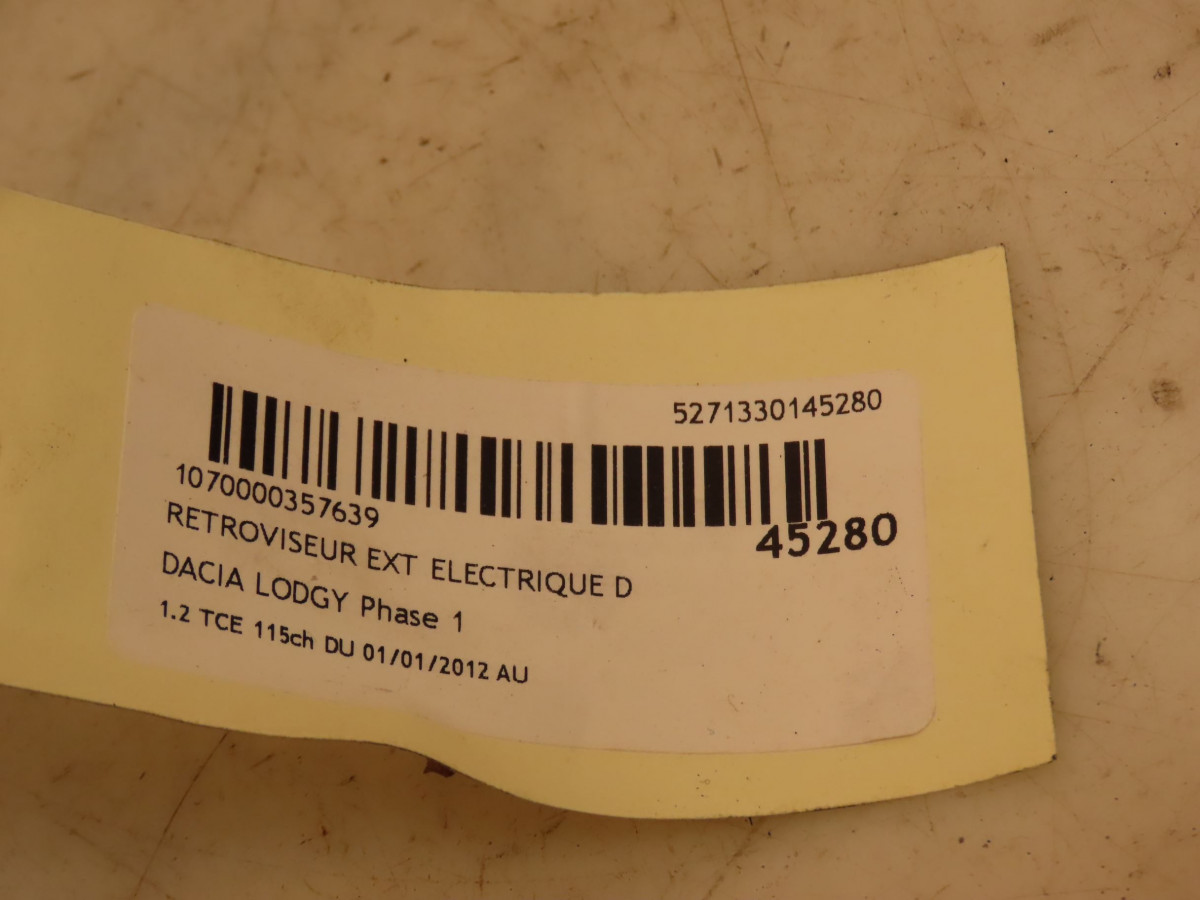 5271330145280
1070000357639
45280
RETROVISEUR EXT ELECTRIQUE D
DACIA LODGY Phase 1
1.2 TCE 115ch DU 01/01/2012 AU